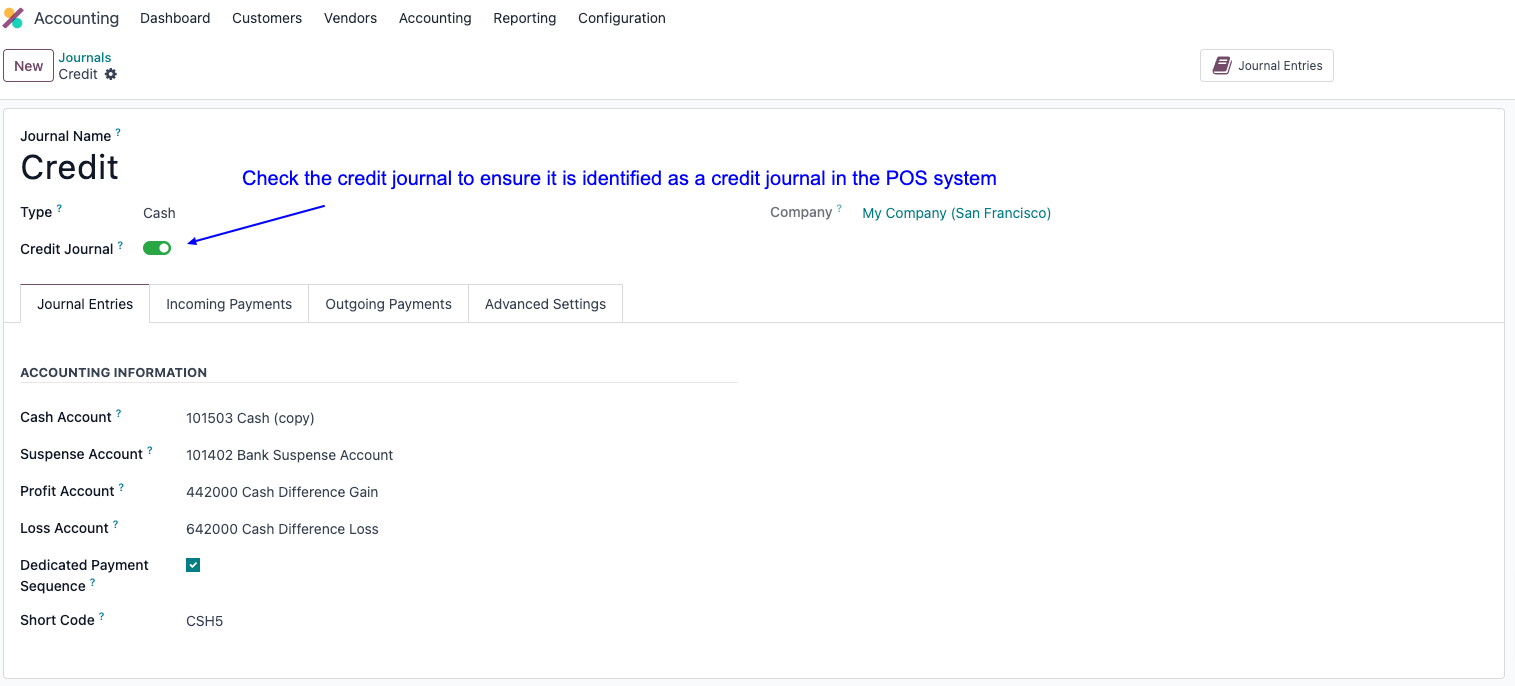 Accounting Dashboard Customers Vendors Accounting Reporting Configuration
New
Journals
Credit
Journal Entries
Journal Name ?
Credit
Check the credit journal to ensure it is identified as a credit journal in the POS system
Type ? Cash
Company ? My Company (San Francisco)
Credit Journal ?
Journal Entries Incoming Payments Outgoing Payments Advanced Settings
ACCOUNTING INFORMATION
Cash Account ? 101503 Cash (copy)
Suspense Account ? 101402 Bank Suspense Account
Profit Account ? 442000 Cash Difference Gain
Loss Account ? 642000 Cash Difference Loss
Dedicated Payment
Sequence ?
Short Code ? CSH5